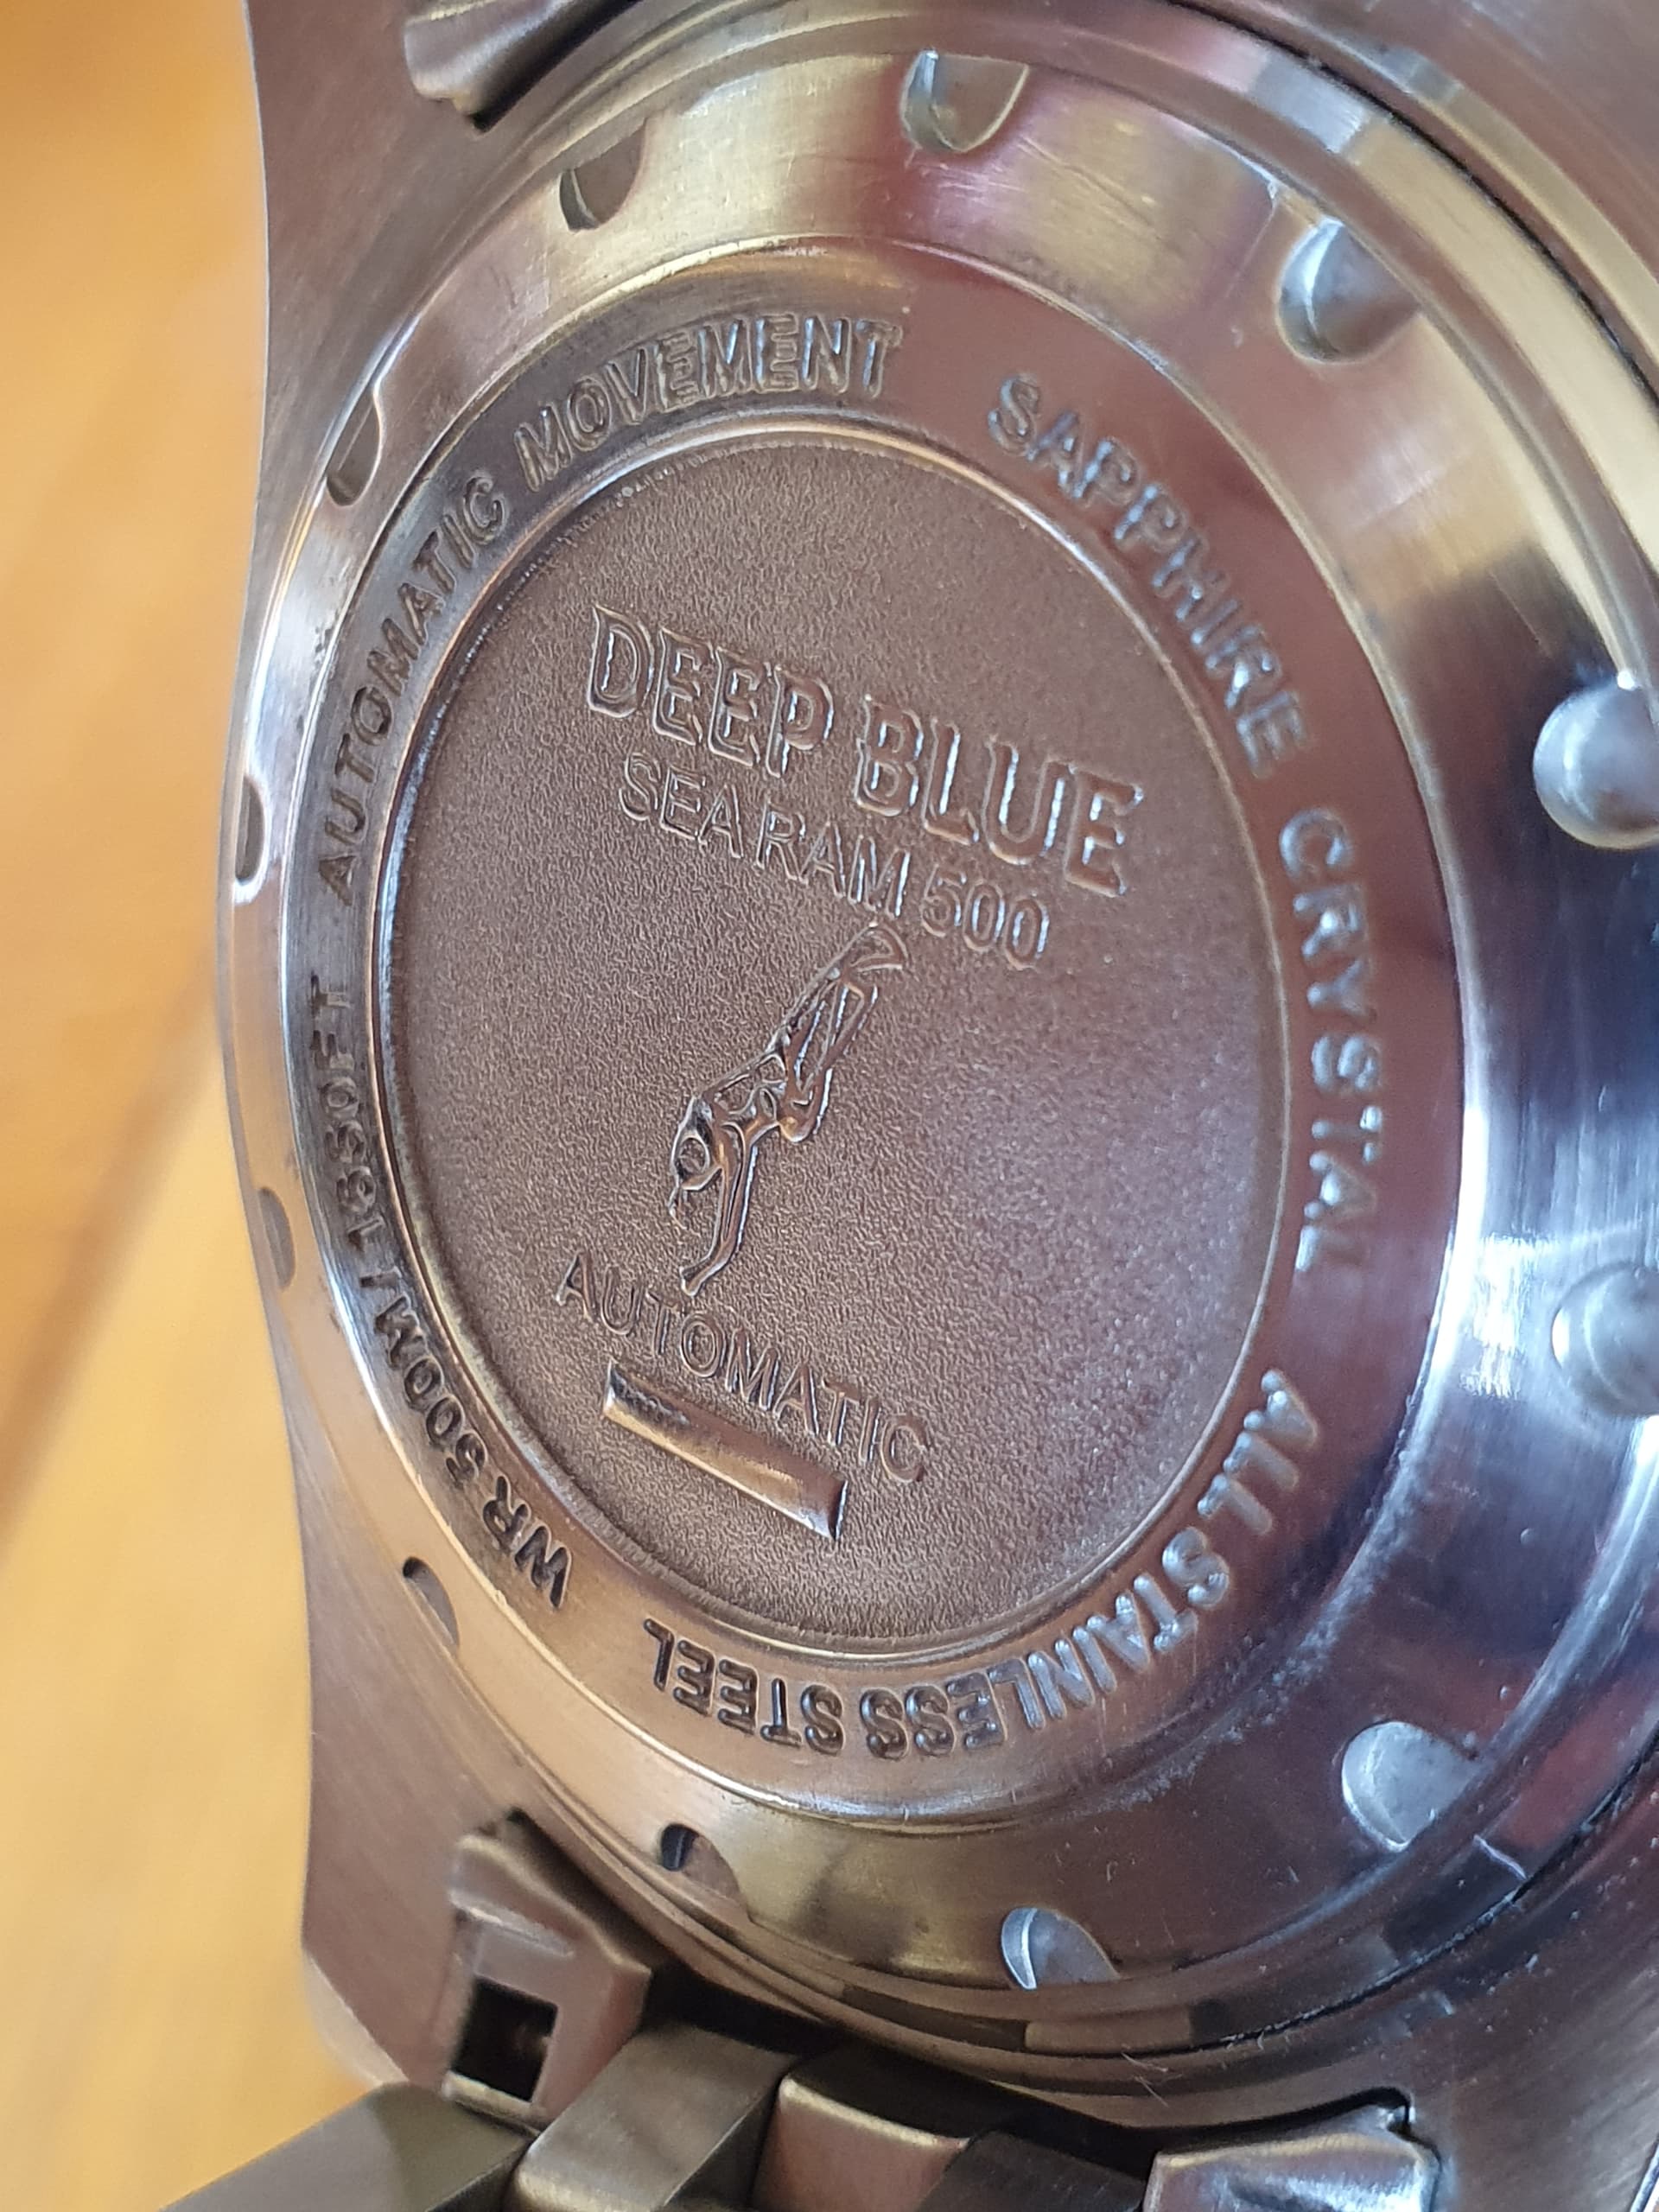 DEEP BLUE
SEA RAM 500
AUTOMATIC
AUTOMATIC MOVEMENT
SAPPHIRE CRYSTAL
ALL STAINLESS STEEL
WR 500M / 1650FT